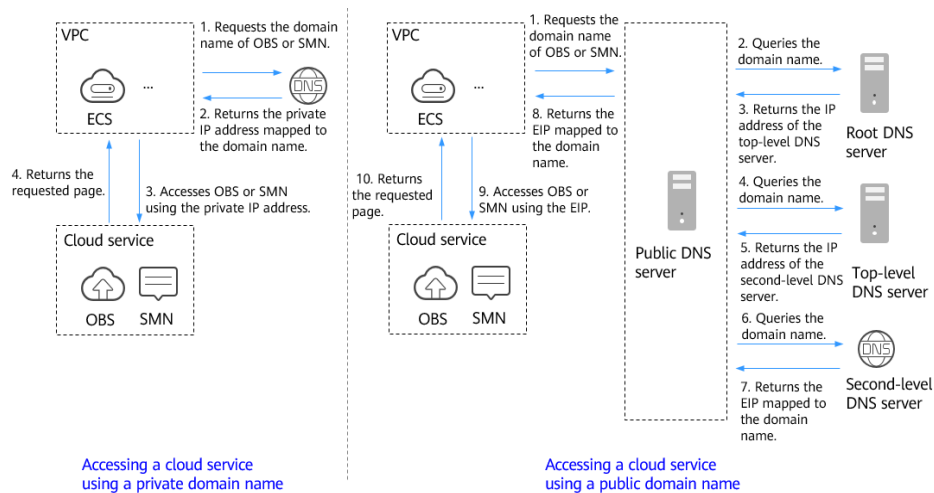 VPC
1. Requests the domain
name of OBS or SMN.
...
DNS
ECS
2. Returns the private
IP address mapped to
the domain name.
4. Returns the
requested page.
3. Accesses OBS or SMN
using the private IP address.
Cloud service
OBS
SMN
Accessing a cloud service
using a private domain name
VPC
1. Requests the
domain name
of OBS or SMN.
...
ECS
8. Returns the
EIP mapped to
the domain
name.
10. Returns
the requested
page.
9. Accesses OBS or
SMN using the EIP.
Cloud service
OBS
SMN
Public DNS
server
2. Queries the
domain name.
3. Returns the IP
address of the
top-level DNS
server.
Root DNS
server
4. Queries the
domain name.
5. Returns the IP
address of the
second-level DNS
server.
Top-level
DNS server
6. Queries the
domain name.
DNS
7. Returns the
EIP mapped to
the domain
name.
Second-level
DNS server
Accessing a cloud service
using a public domain name